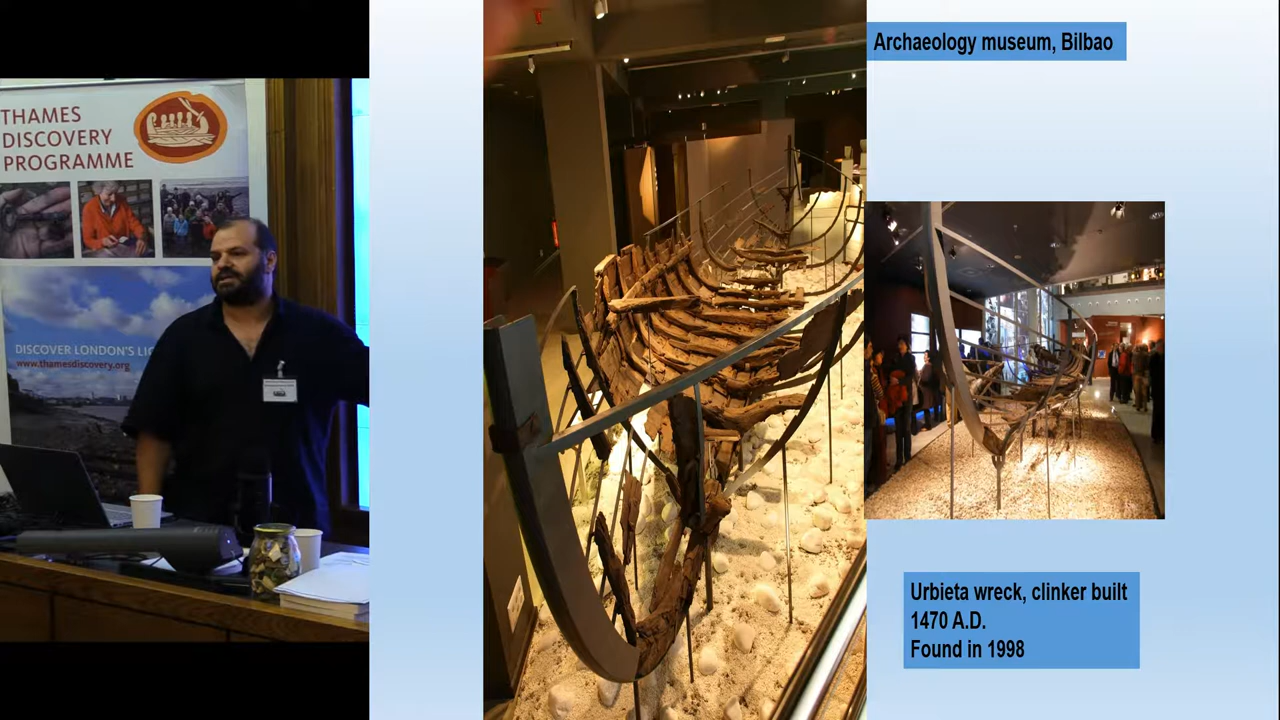 THAMES
DISCOVERY
PROGRAMME
DISCOVER LONDON'S
www.thamesdiscovery.org
Archaeology museum, Bilbao
Urbieta wreck, clinker built
1470 A.D.
Found in 1998